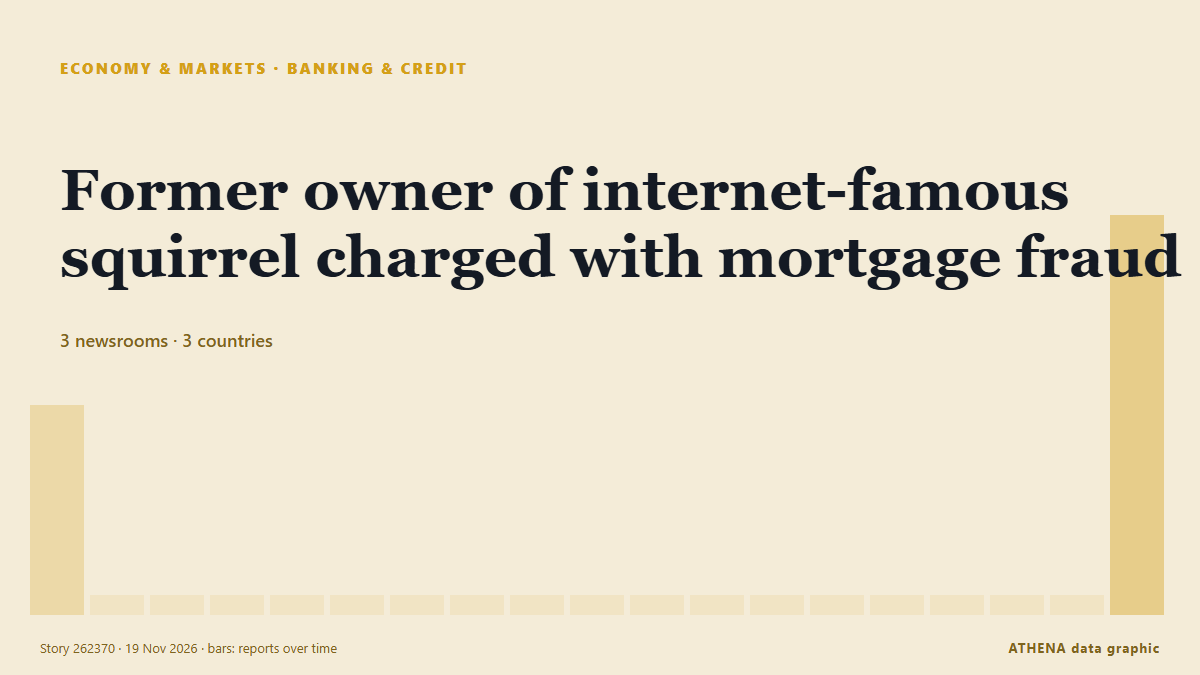 ECONOMY & MARKETS · BANKING & CREDIT
Former owner of internet-famous
squirrel charged with mortgage fraud
3 newsrooms · 3 countries
Story 262370 · 19 Nov 2026 · bars: reports over time
ATHENA data graphic